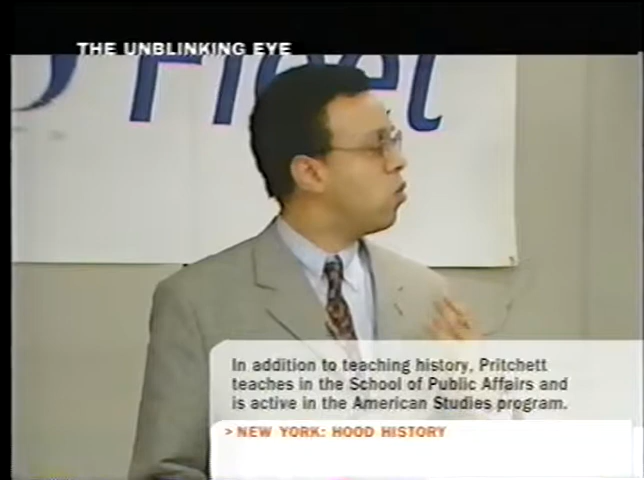 THE UNBLINKING EYE
Fleet
In addition to teaching history, Pritchett
teaches in the School of Public Affairs and
is active in the American Studies program.
> NEW YORK: HOOD HISTORY